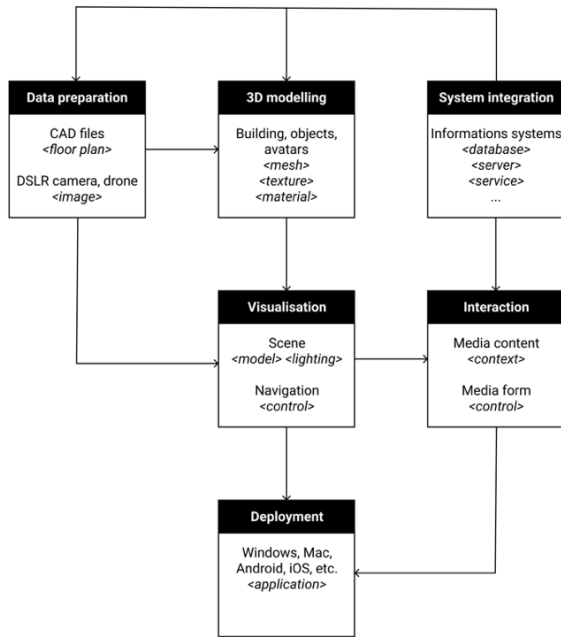 Data preparation
CAD files
<floor plan>
DSLR camera, drone
<image>
3D modelling
Building, objects,
avatars
<mesh>
<texture>
<material>
System integration
Informations systems
<database>
<server>
<service>
...
Visualisation
Scene
<model> <lighting>
Navigation
<control>
Interaction
Media content
<context>
Media form
<control>
Deployment
Windows, Mac,
Android, iOS, etc.
<application>